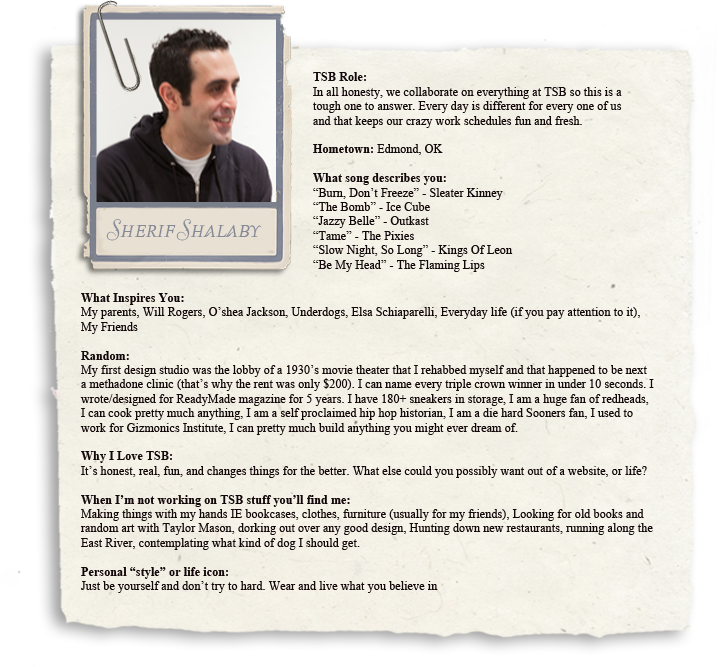 Sherif Shalaby
TSB Role:
In all honesty, we collaborate on everything at TSB so this is a
tough one to answer. Every day is different for every one of us
and that keeps our crazy work schedules fun and fresh.
Hometown: Edmond, OK
What song describes you:
“Burn, Don’t Freeze” - Sleater Kinney
“The Bomb” - Ice Cube
“Jazzy Belle” - Outkast
“Tame” - The Pixies
“Slow Night, So Long” - Kings Of Leon
“Be My Head” - The Flaming Lips
What Inspires You:
My parents, Will Rogers, O’shea Jackson, Underdogs, Elsa Schiaparelli, Everyday life (if you pay attention to it),
My Friends
Random:
My first design studio was the lobby of a 1930’s movie theater that I rehabbed myself and that happened to be next
a methadone clinic (that’s why the rent was only $200). I can name every triple crown winner in under 10 seconds. I
wrote/designed for ReadyMade magazine for 5 years. I have 180+ sneakers in storage, I am a huge fan of redheads,
I can cook pretty much anything, I am a self proclaimed hip hop historian, I am a die hard Sooners fan, I used to
work for Gizmonics Institute, I can pretty much build anything you might ever dream of.
Why I Love TSB:
It’s honest, real, fun, and changes things for the better. What else could you possibly want out of a website, or life?
When I’m not working on TSB stuff you’ll find me:
Making things with my hands IE bookcases, clothes, furniture (usually for my friends), Looking for old books and
random art with Taylor Mason, dorking out over any good design, Hunting down new restaurants, running along the
East River, contemplating what kind of dog I should get.
Personal “style” or life icon:
Just be yourself and don’t try to hard. Wear and live what you believe in